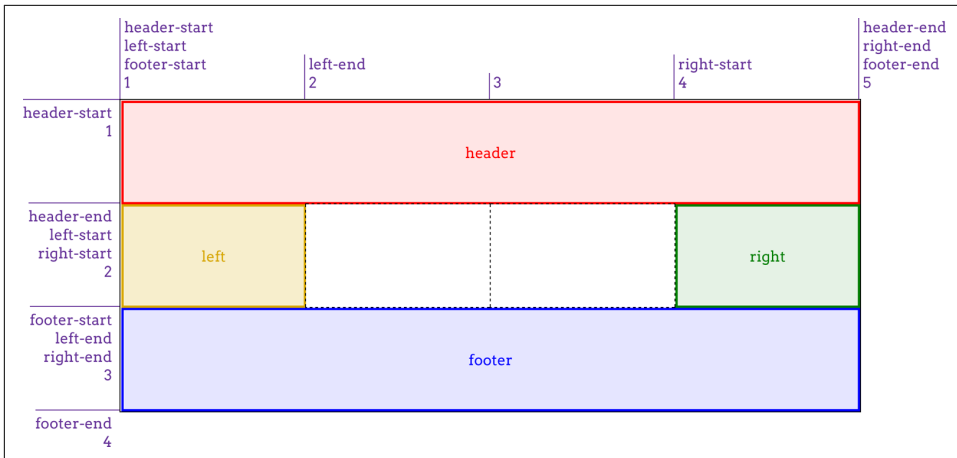 header-start
left-start
footer-start
1
left-end
2
3
right-start
4
header-end
right-end
footer-end
5
header-start
1
header
header-end
left-start
right-start
2
left
right
footer-start
left-end
right-end
3
footer
footer-end
4